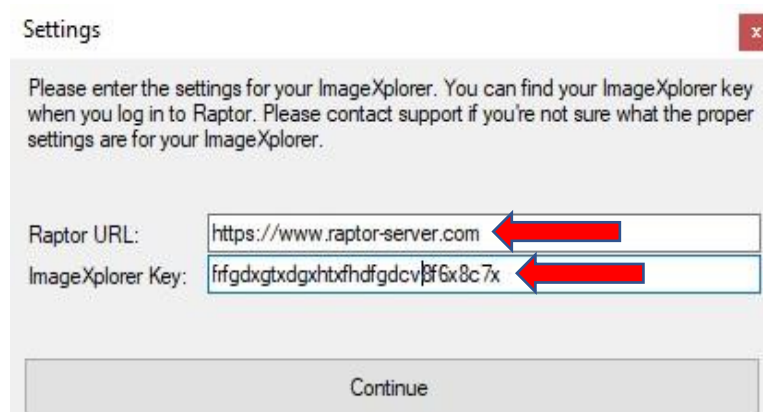 Settings
x
Please enter the settings for your ImageXplorer. You can find your ImageXplorer key
when you log in to Raptor. Please contact support if you're not sure what the proper
settings are for your ImageXplorer.
Raptor URL: https://www.raptor-server.com
ImageXplorer Key: frfgdxgtxdgxhtxfhdfgdcv8f6x8c7x
Continue